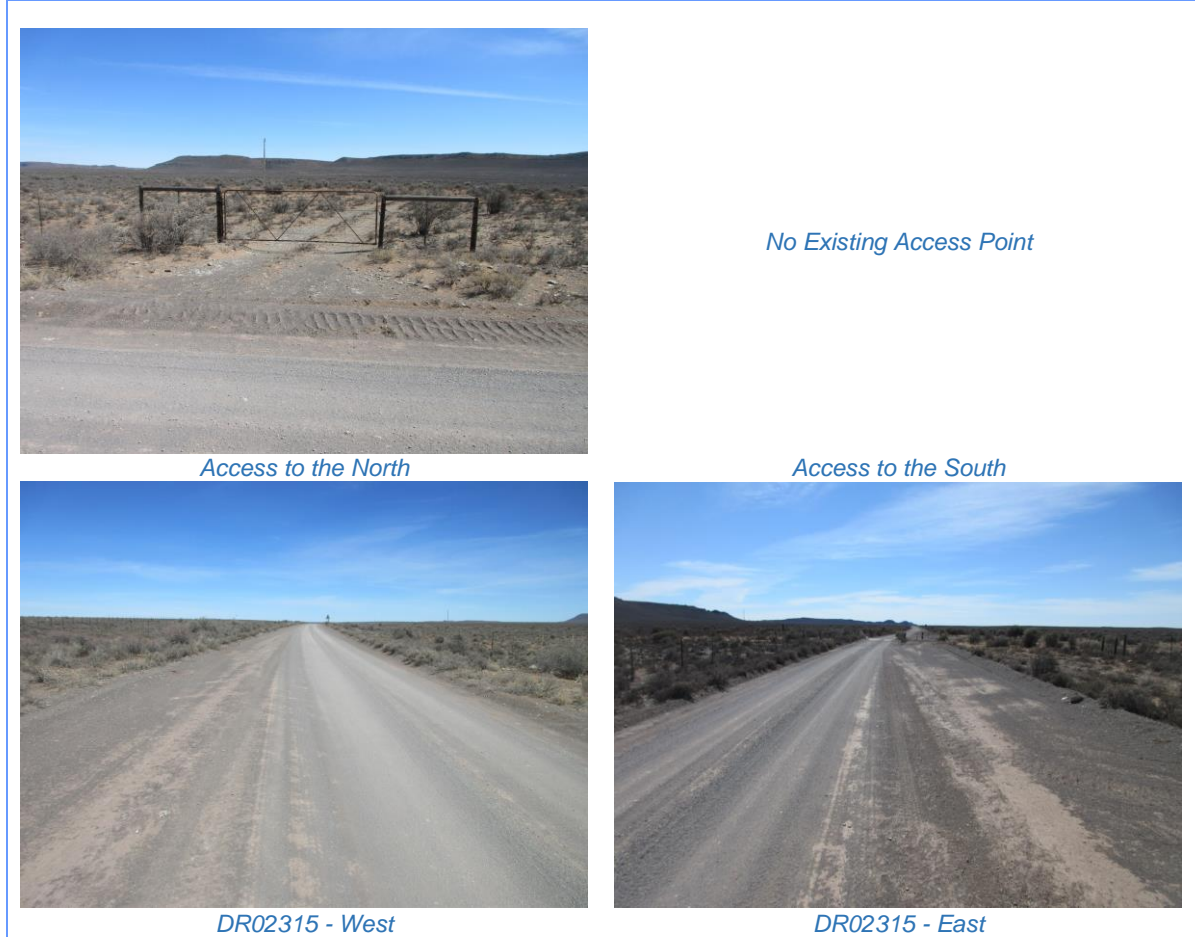 No Existing Access Point
Access to the North
Access to the South
DR02315 - West
DR02315 - East